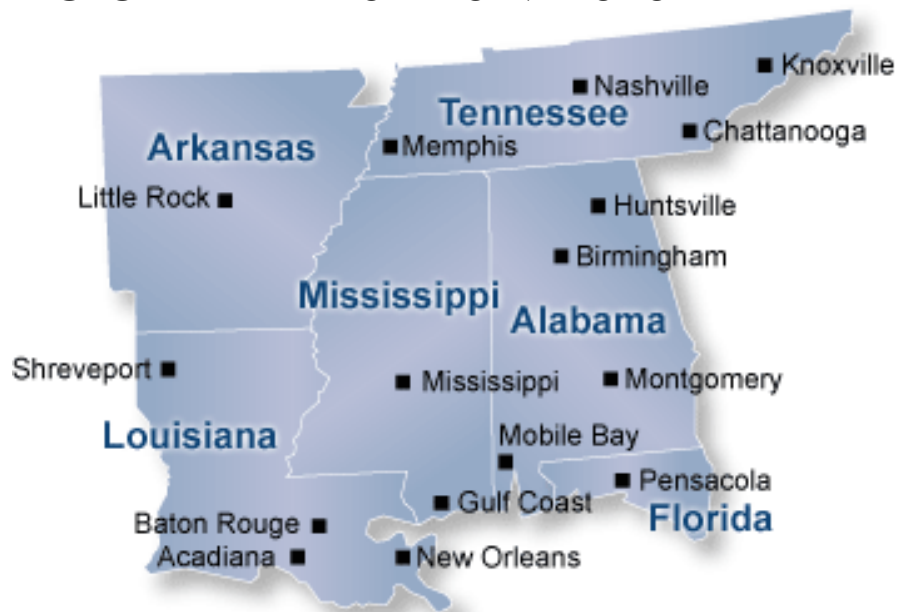 Knoxville
Nashville
Tennessee
Chattanooga
Arkansas
Memphis
Little Rock
Huntsville
Birmingham
Mississippi
Alabama
Shreveport
Mississippi
Montgomery
Louisiana
Mobile Bay
Pensacola
Gulf Coast
Florida
Baton Rouge
Acadiana
New Orleans